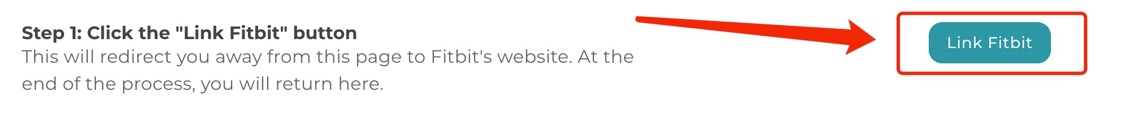 Step 1: Click the "Link Fitbit" button
This will redirect you away from this page to Fitbit's website. At the
end of the process, you will return here.
Link Fitbit